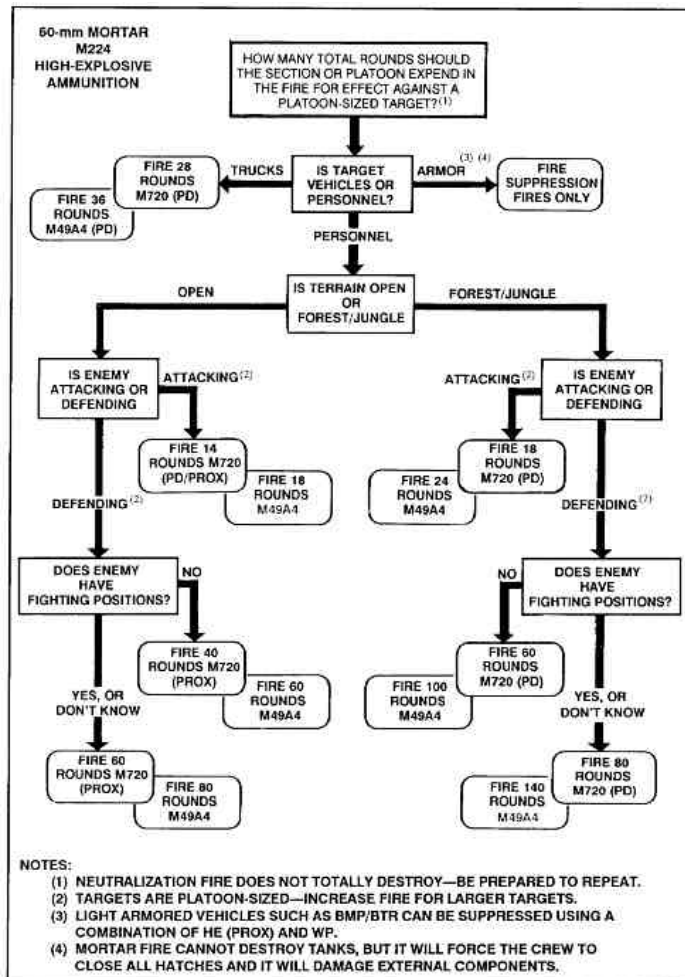 60-mm MORTAR
M224
HIGH-EXPLOSIVE
AMMUNITION
HOW MANY TOTAL ROUNDS SHOULD
THE SECTION OR PLATOON EXPEND IN
THE FIRE FOR EFFECT AGAINST A
PLATOON-SIZED TARGET?(1)
FIRE 28
ROUNDS
M720 (PD)
FIRE 36
ROUNDS
M49A4 (PD)
TRUCKS
IS TARGET
VEHICLES OR
PERSONNEL?
ARMOR (3) (4)
FIRE
SUPPRESSION
FIRES ONLY
PERSONNEL
OPEN
IS TERRAIN OPEN
OR
FOREST/JUNGLE
FOREST/JUNGLE
IS ENEMY
ATTACKING OR
DEFENDING
ATTACKING(2)
FIRE 14
ROUNDS M720
(PD/PROX)
FIRE 18
ROUNDS
M49A4
ATTACKING(2)
IS ENEMY
ATTACKING OR
DEFENDING
FIRE 18
ROUNDS
M720 (PD)
FIRE 24
ROUNDS
M49A4
DEFENDING(2)
DEFENDING(2)
DOES ENEMY
HAVE
FIGHTING POSITIONS?
NO
FIRE 40
ROUNDS M720
(PROX)
FIRE 60
ROUNDS
M49A4
NO
DOES ENEMY
HAVE
FIGHTING POSITIONS?
FIRE 60
ROUNDS
M720 (PD)
FIRE 100
ROUNDS
M49A4
YES, OR
DON'T KNOW
FIRE 60
ROUNDS M720
(PROX)
FIRE 80
ROUNDS
M49A4
YES, OR
DON'T KNOW
FIRE 80
ROUNDS
M720 (PD)
FIRE 140
ROUNDS
M49A4
NOTES:
(1) NEUTRALIZATION FIRE DOES NOT TOTALLY DESTROY—BE PREPARED TO REPEAT.
(2) TARGETS ARE PLATOON-SIZED—INCREASE FIRE FOR LARGER TARGETS.
(3) LIGHT ARMORED VEHICLES SUCH AS BMP/BTR CAN BE SUPPRESSED USING A
COMBINATION OF HE (PROX) AND WP.
(4) MORTAR FIRE CANNOT DESTROY TANKS, BUT IT WILL FORCE THE CREW TO
CLOSE ALL HATCHES AND IT WILL DAMAGE EXTERNAL COMPONENTS.